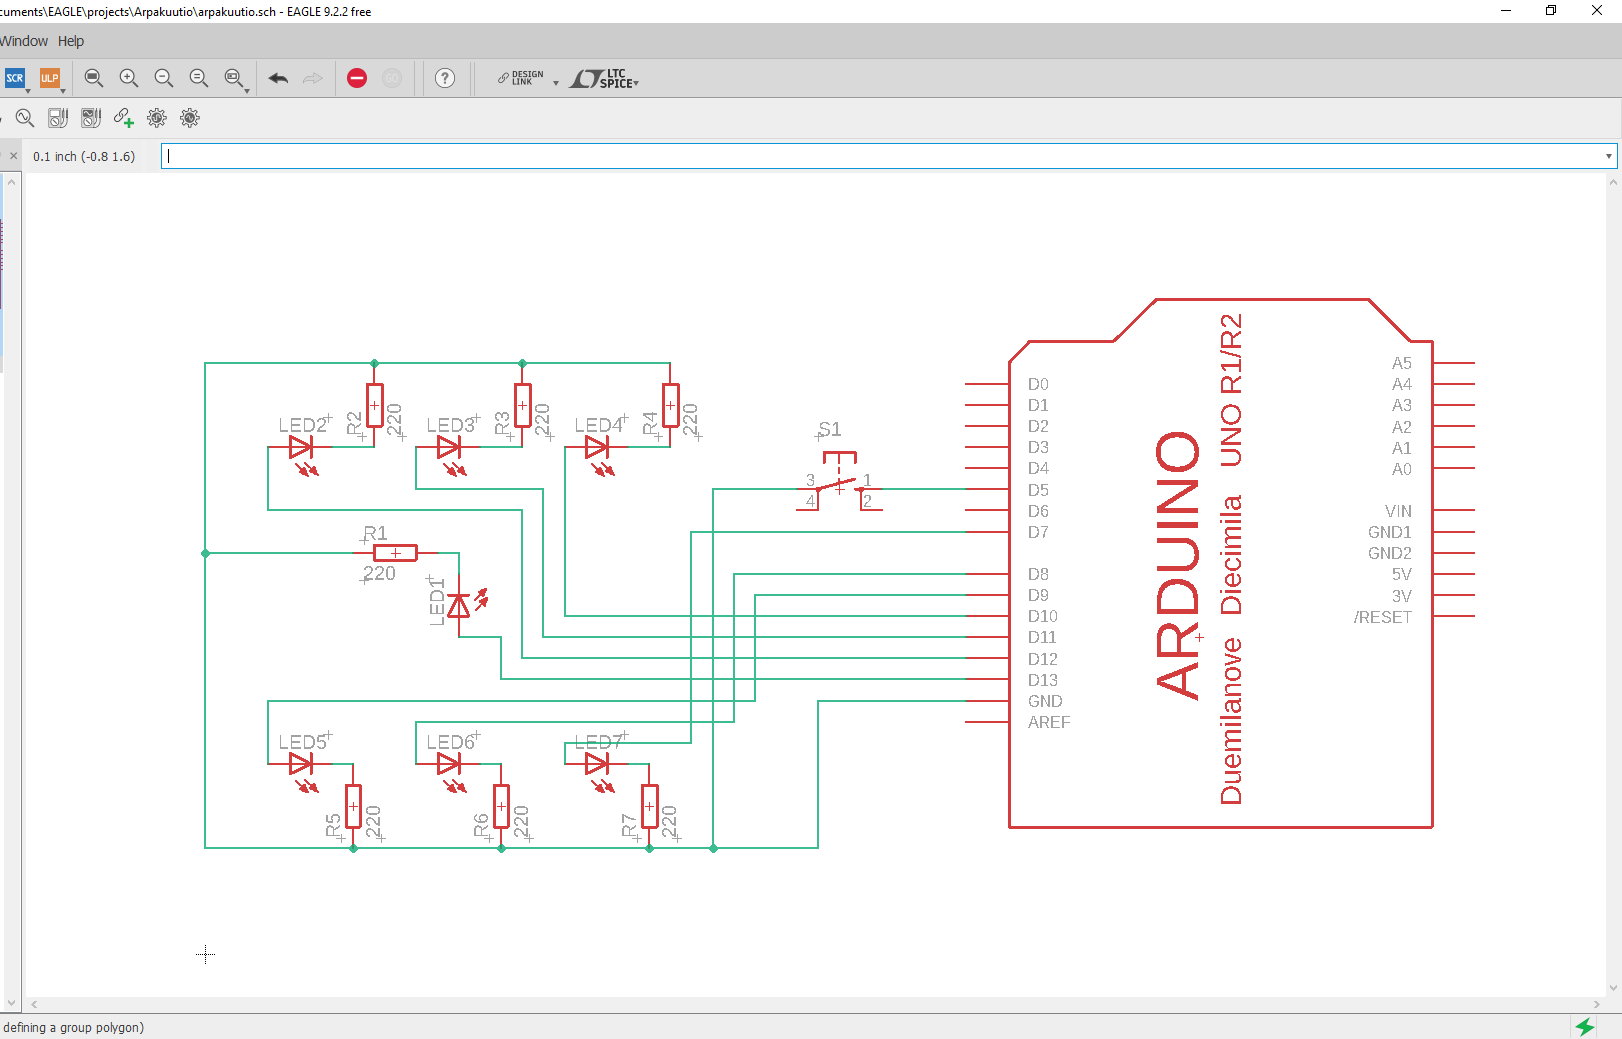 cuments\EAGLE\projects\Arpakuutio\arpakuutio.sch - EAGLE 9.2.2 free
Window Help
SCR ULP DESIGN LINK LTC SPICE
0.1 inch (-0.8 1.6)
LED2 R2 220 LED3 R3 220 LED4 R4 220
S1
3 1
4 2
R1
220
LED1
LED5 R5 220 LED6 R6 220 LED7 R7 220
D0
D1
D2
D3
D4
D5
D6
D7
D8
D9
D10
D11
D12
D13
GND
AREF
ARDUINO
Duemilanove Diecimila UNO R1/R2
A5
A4
A3
A2
A1
A0
VIN
GND1
GND2
5V
3V
/RESET
defining a group polygon)